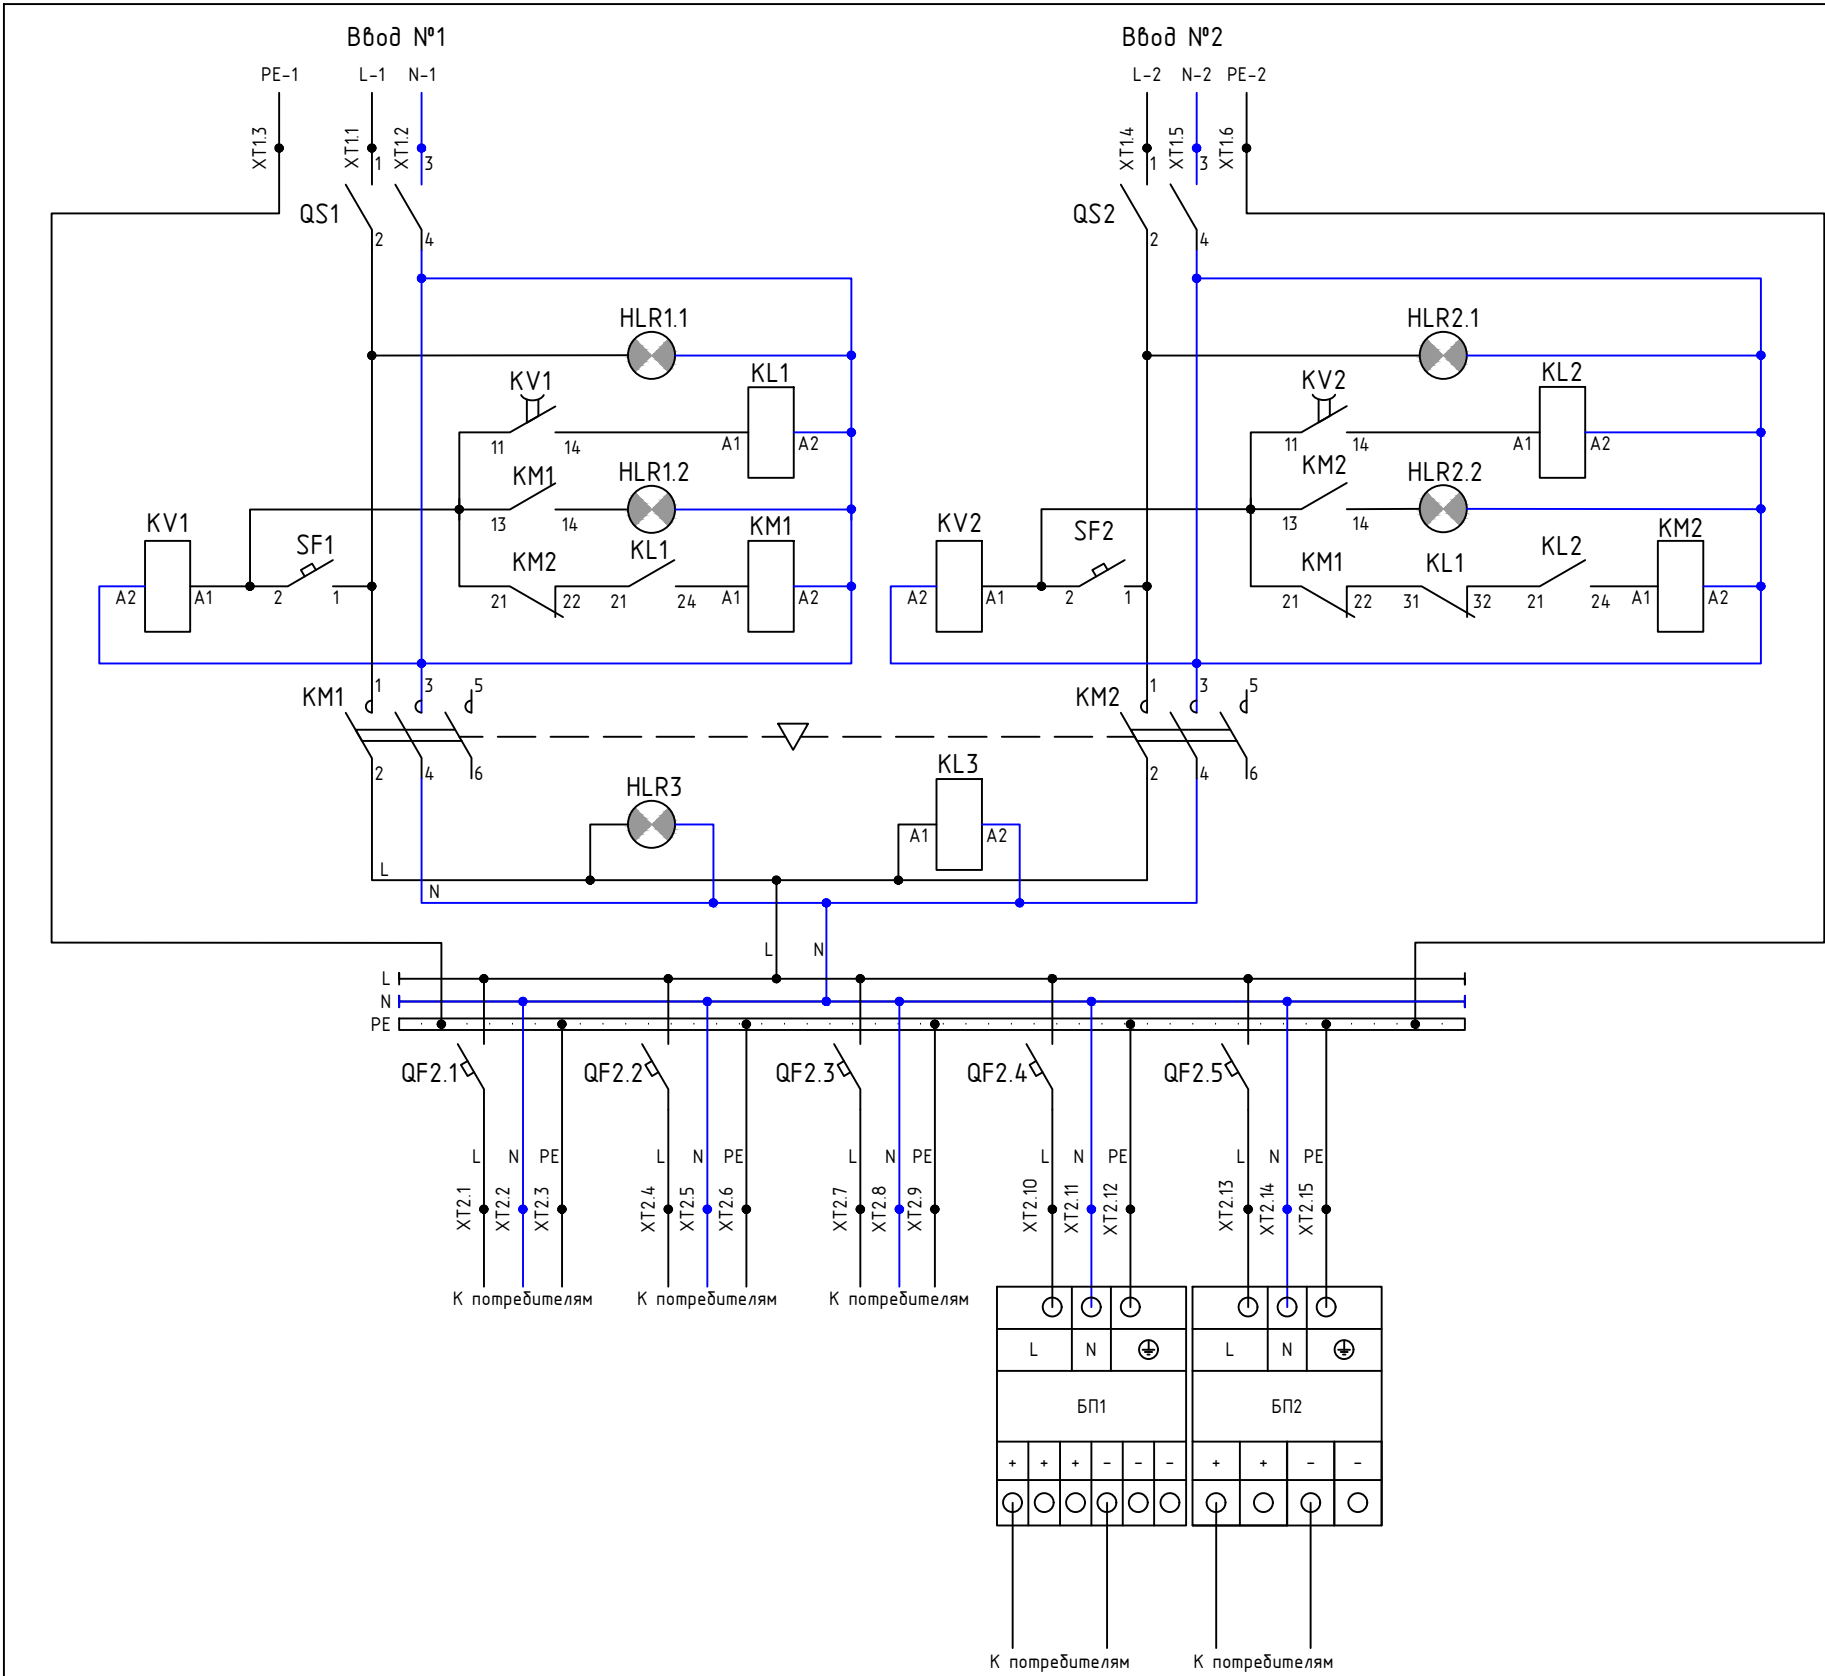 Ввод №1 Ввод №2
PE-1 L-1 N-1 L-2 N-2 PE-2
XT1.3 XT1.1 XT1.2 XT1.4 XT1.5 XT1.6
1 3 1 3
QS1 QS2
2 4 2 4
HLR1.1 HLR2.1
KV1 KL1 KV2 KL2
11 14 A1 A2 11 14 A1 A2
KM1 HLR1.2 KM2 HLR2.2
13 14 13 14
KV1 SF1 KM2 KL1 KM1 KV2 SF2 KM1 KL1 KL2 KM2
A2 A1 2 1 21 22 21 24 A1 A2 A2 A1 2 1 21 22 31 32 21 24 A1 A2
KM1 1 3 5 KM2 1 3 5
2 4 6 2 4 6
HLR3 KL3
A1 A2
L
N
L N
L
N
PE
QF2.1 QF2.2 QF2.3 QF2.4 QF2.5
L N PE L N PE L N PE L N PE L N PE
XT2.1 XT2.2 XT2.3 XT2.4 XT2.5 XT2.6 XT2.7 XT2.8 XT2.9 XT2.10 XT2.11 XT2.12 XT2.13 XT2.14 XT2.15
К потребителям К потребителям К потребителям
L N L N
БП1 БП2
+ + + - - - + + - -
К потребителям К потребителям